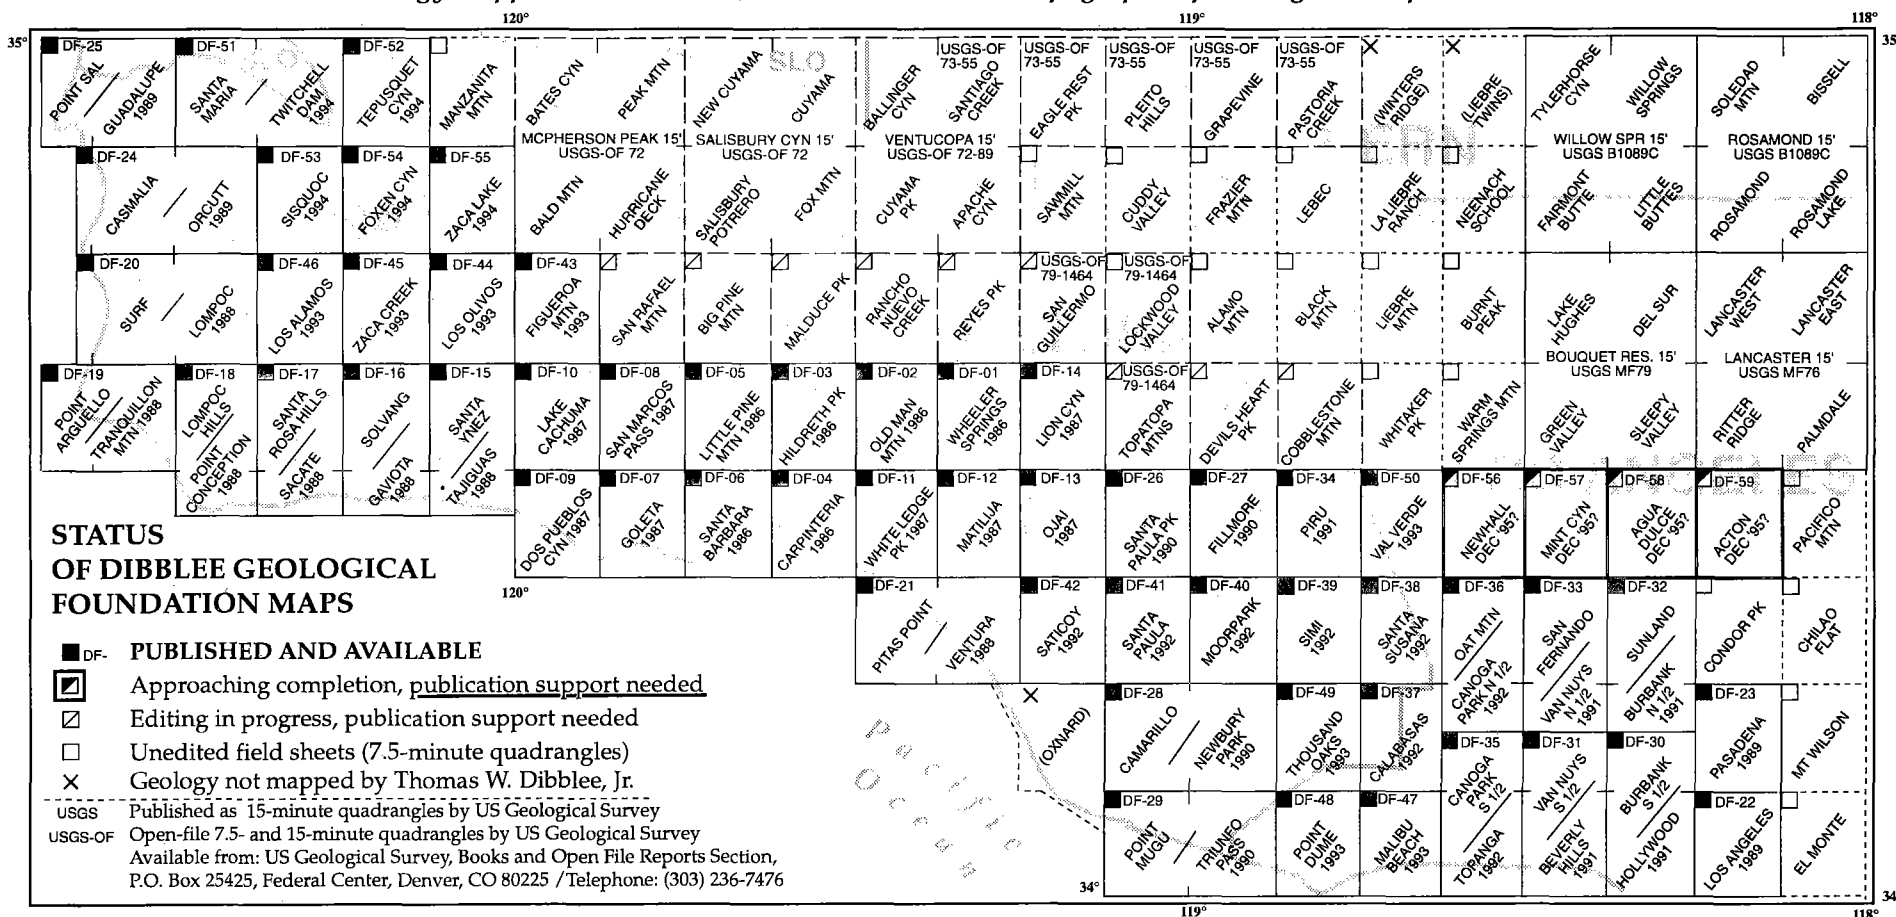 120°
119°
118°
35°
35
DF-25
POINT SAL
GUADALUPE
1989
DF-51
SANTA
MARIA
TWITCHELL
DAM
1994
DF-52
TEPUSQUET
CYN
1994
MANZANITA
MTN
BATES CYN
PEAK MTN
NEW CUYAMA
SLO
CUYAMA
BALLINGER
CYN
USGS-OF
73-55
SANTIAGO
CREEK
USGS-OF
73-55
EAGLE REST
PK
USGS-OF
73-55
PLEITO
HILLS
USGS-OF
73-55
GRAPEVINE
USGS-OF
73-55
PASTORIA
CREEK
(WINTERS
RIDGE)
(LIEBRE
TWINS)
TYLERHORSE
CYN
WILLOW
SPRINGS
SOLEDAD
MTN
BISSELL
MCPHERSON PEAK 15'
USGS-OF 72
SALISBURY CYN 15'
USGS-OF 72
VENTUCOPA 15'
USGS-OF 72-89
WILLOW SPR 15'
USGS B1089C
ROSAMOND 15'
USGS B1089C
DF-24
CASMALIA
ORCUTT
1989
DF-53
SISQUOC
1994
DF-54
FOXEN CYN
1994
DF-55
ZACA LAKE
1994
BALD MTN
HURRICANE
DECK
SALISBURY
POTRERO
FOX MTN
CUYAMA
PK
APACHE
CYN
SAWMILL
MTN
CUDDY
VALLEY
FRAZIER
MTN
LEBEC
LA LIEBRE
RANCH
NEENACH
SCHOOL
FAIRMONT
BUTTE
LITTLE
BUTTES
ROSAMOND
ROSAMOND
LAKE
DF-20
SURF
LOMPOC
1988
DF-46
LOS ALAMOS
1993
DF-45
ZACA CREEK
1993
DF-44
LOS OLIVOS
1993
DF-43
FIGUEROA
MTN
1993
SAN RAFAEL
MTN
BIG PINE
MTN
MALDUCE PK
RANCHO
NUEVO
CREEK
REYES PK
USGS-OF
79-1464
SAN
GUILLERMO
USGS-OF
79-1464
LOCKWOOD
VALLEY
ALAMO
MTN
BLACK
MTN
LIEBRE
MTN
BURNT
PEAK
LAKE
HUGHES
DEL SUR
LANCASTER
WEST
LANCASTER
EAST
BOUQUET RES. 15'
USGS MF79
LANCASTER 15'
USGS MF76
DF-19
POINT
ARGUELLO
TRANQUILLON
MTN 1988
DF-18
LOMPOC
HILLS
POINT
CONCEPTION
1988
DF-17
SANTA
ROSA HILLS
SACATE
1988
DF-16
SOLVANG
GAVIOTA
1988
DF-15
SANTA
YNEZ
TAJIGUAS
1988
DF-10
LAKE
CACHUMA
1987
DF-08
SAN MARCOS
PASS 1987
DF-05
LITTLE PINE
MTN 1986
DF-03
HILDRETH PK
1986
DF-02
OLD MAN
MTN 1986
DF-01
WHEELER
SPRINGS
1986
DF-14
LION CYN
1987
USGS-OF
79-1464
TOPATOPA
MTNS
DEVILS HEART
PK
COBBLESTONE
MTN
WHITAKER
PK
WARM
SPRINGS MTN
GREEN
VALLEY
SLEEPY
VALLEY
RITTER
RIDGE
PALMDALE
DF-09
DOS PUEBLOS
CYN 1987
DF-07
GOLETA
1987
DF-06
SANTA
BARBARA
1986
DF-04
CARPINTERIA
1986
DF-11
WHITE LEDGE
PK 1987
DF-12
MATILIJA
1987
DF-13
OJAI
1987
DF-26
SANTA
PAULA PK
1990
DF-27
FILLMORE
1990
DF-34
PIRU
1991
DF-50
VAL VERDE
1993
DF-56
NEWHALL
DEC '95?
DF-57
MINT CYN
DEC '95?
DF-58
AGUA
DULCE
DEC '95?
DF-59
ACTON
DEC '95?
PACIFICO
MTN
120°
DF-21
PITAS POINT
VENTURA
1988
DF-42
SATICOY
1992
DF-41
SANTA
PAULA
1992
DF-40
MOORPARK
1992
DF-39
SIMI
1992
DF-38
SANTA
SUSANA
1992
DF-36
OAT MTN
CANOGA
PARK N 1/2
1992
DF-33
SAN
FERNANDO
VAN NUYS
N 1/2
1991
DF-32
SUNLAND
BURBANK
N 1/2
1991
CONDOR PK
CHILAO
FLAT
(OXNARD)
DF-28
CAMARILLO
NEWBURY
PARK
1990
DF-49
THOUSAND
OAKS
1993
DF-37
CALABASAS
1992
DF-35
CANOGA
PARK
S 1/2
TOPANGA
1992
DF-31
VAN NUYS
S 1/2
BEVERLY
HILLS
1991
DF-30
BURBANK
S 1/2
HOLLYWOOD
1991
DF-23
PASADENA
1989
MT WILSON
DF-29
POINT
MUGU
TRIUNFO
PASS
1990
DF-48
POINT
DUME
1993
DF-47
MALIBU
BEACH
1993
DF-22
LOS ANGELES
1989
EL MONTE
Pacific
Ocean
34°
34
119°
118°
STATUS
OF DIBBLEE GEOLOGICAL
FOUNDATION MAPS
DF- PUBLISHED AND AVAILABLE
Approaching completion, publication support needed
Editing in progress, publication support needed
Unedited field sheets (7.5-minute quadrangles)
Geology not mapped by Thomas W. Dibblee, Jr.
USGS Published as 15-minute quadrangles by US Geological Survey
USGS-OF Open-file 7.5- and 15-minute quadrangles by US Geological Survey
Available from: US Geological Survey, Books and Open File Reports Section,
P.O. Box 25425, Federal Center, Denver, CO 80225 / Telephone: (303) 236-7476